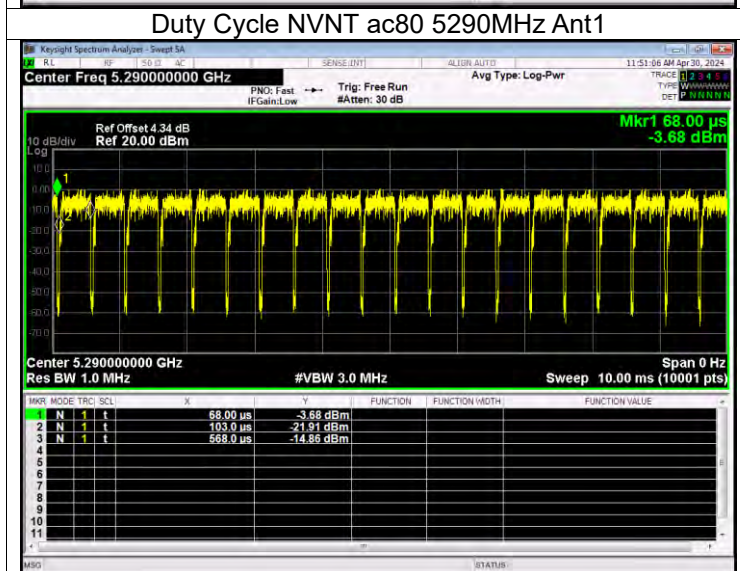 Duty Cycle NVNT ac80 5290MHz Ant1
Keysight Spectrum Analyzer - Swept SA
RL RF 50 Ω AC SENSE:INT ALIGN AUTO 11:51:06 AM Apr 30, 2024
Center Freq 5.290000000 GHz Avg Type: Log-Pwr TRACE 1 2 3 4 5 6
PNO: Fast Trig: Free Run TYPE WWWWWW
IFGain:Low #Atten: 30 dB DET P N N N N N
Mkr1 68.00 µs
Ref Offset 4.34 dB
10 dB/div Ref 20.00 dBm -3.68 dBm
Log
10.0
1
0.00
-10.0
2
-20.0
-30.0
-40.0
-50.0
-60.0
-70.0
Center 5.290000000 GHz Span 0 Hz
Res BW 1.0 MHz #VBW 3.0 MHz Sweep 10.00 ms (10001 pts)
MKR MODE TRC SCL X Y FUNCTION FUNCTION WIDTH FUNCTION VALUE
1 N 1 t 68.00 µs -3.68 dBm
2 N 1 t 103.0 µs -21.91 dBm
3 N 1 t 568.0 µs -14.86 dBm
4
5
6
7
8
9
10
11
MSG STATUS